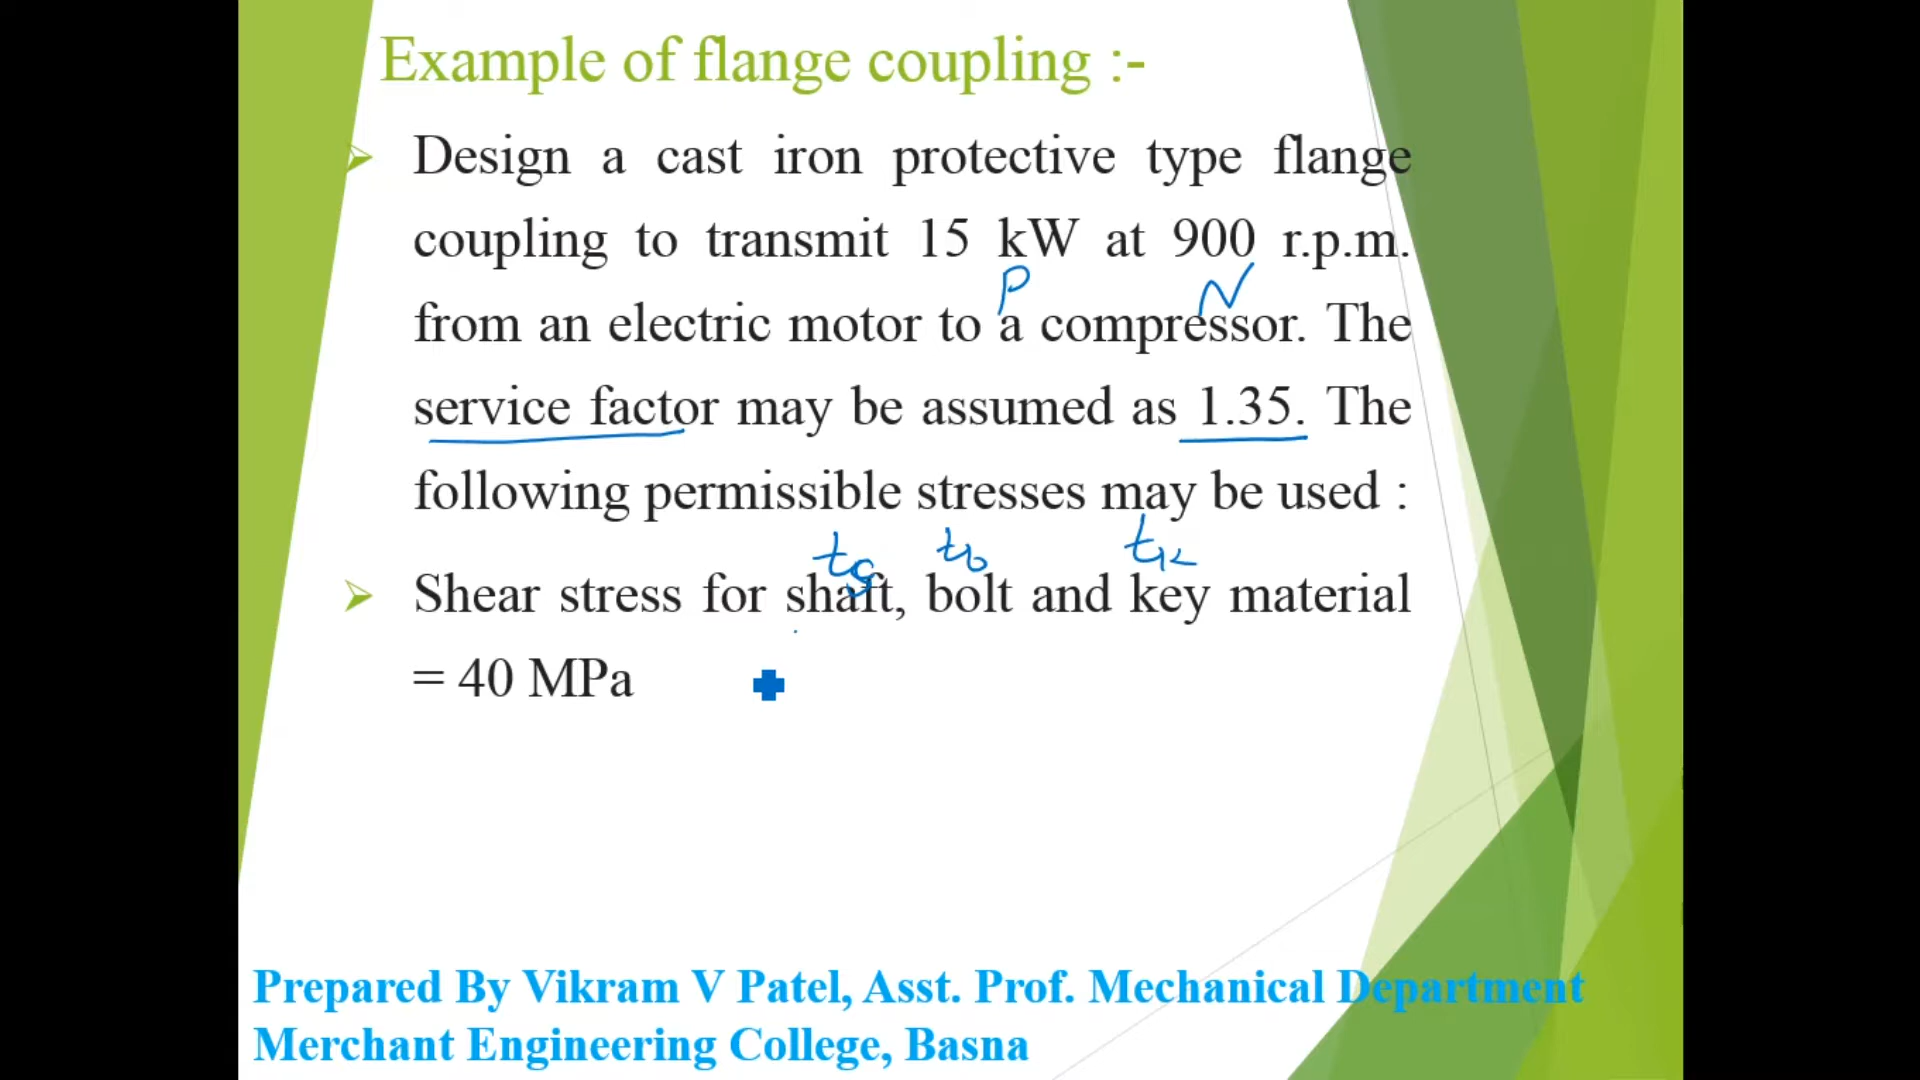 Example of flange coupling :-
Design a cast iron protective type flange
coupling to transmit 15 kW at 900 r.p.m.
P N
from an electric motor to a compressor. The
service factor may be assumed as 1.35. The
following permissible stresses may be used :
ts tb tk
Shear stress for shaft, bolt and key material
= 40 MPa
Prepared By Vikram V Patel, Asst. Prof. Mechanical Department
Merchant Engineering College, Basna